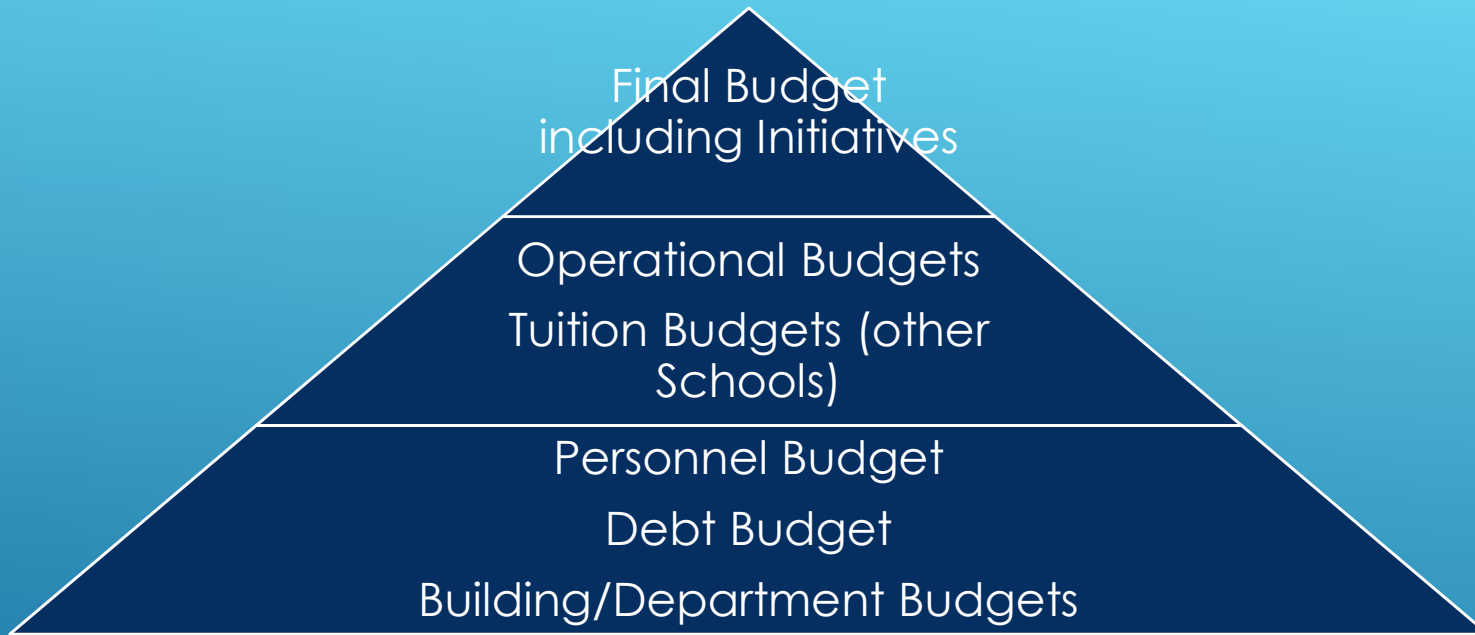 Final Budget
including Initiatives
Operational Budgets
Tuition Budgets (other
Schools)
Personnel Budget
Debt Budget
Building/Department Budgets